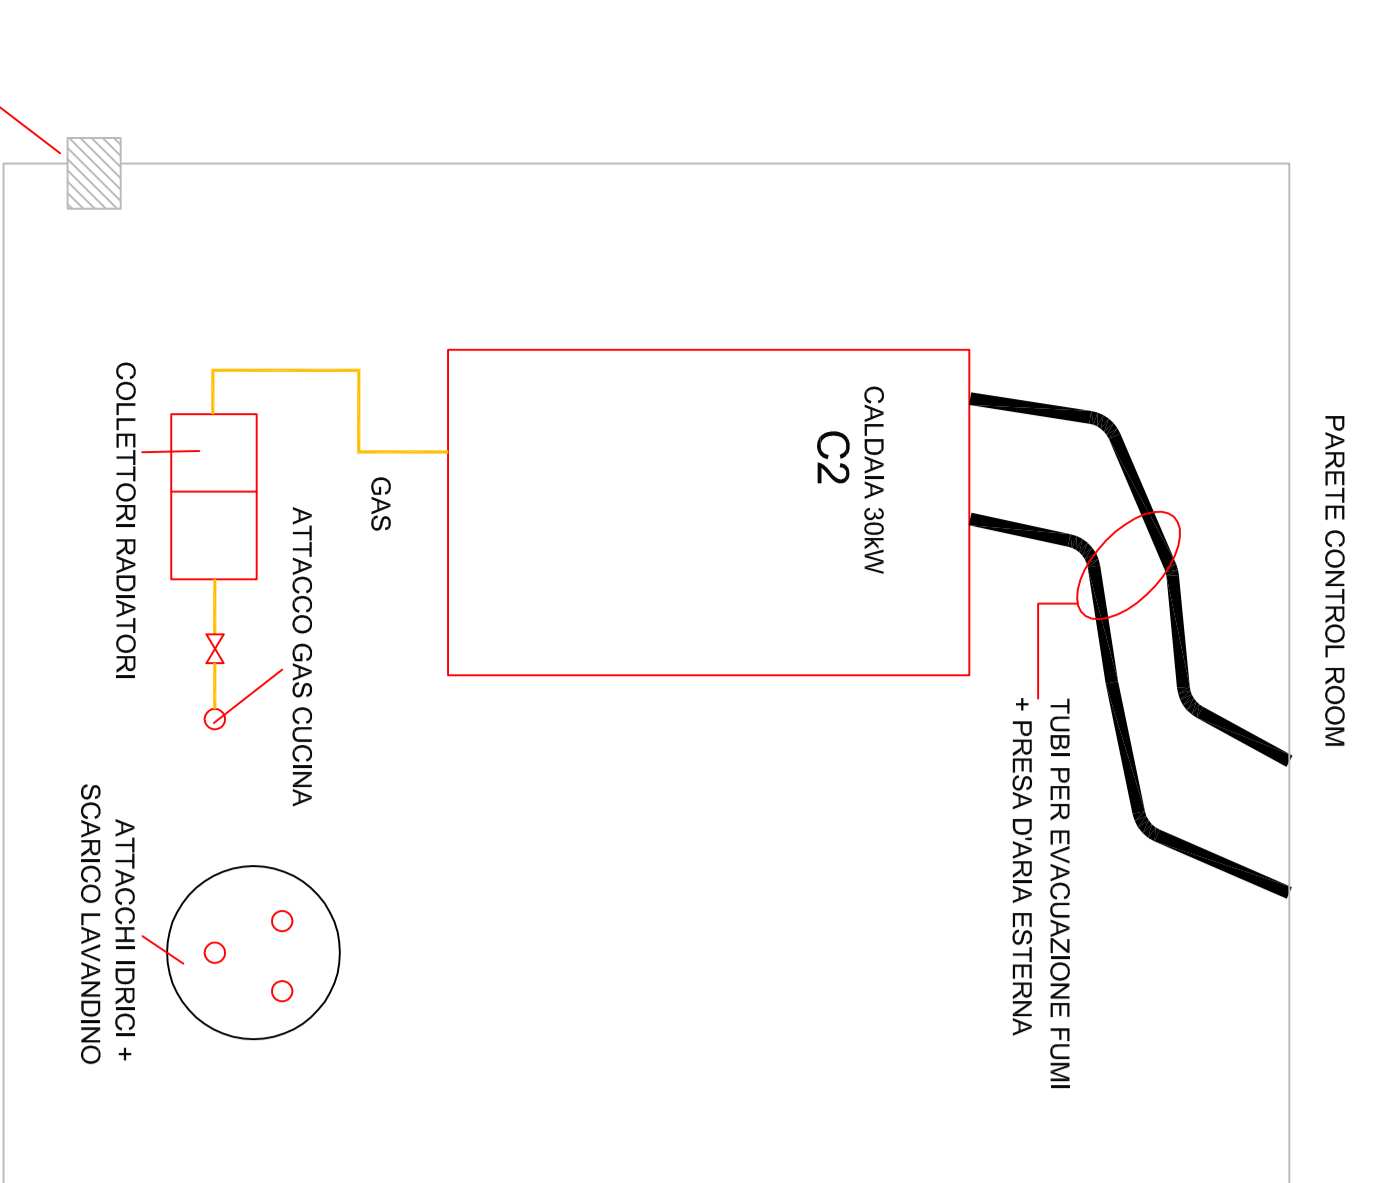 PARETE CONTROL ROOM
CALDAIA 30kW
C2
TUBI PER EVACUAZIONE FUMI
+ PRESA D'ARIA ESTERNA
GAS
ATTACCO GAS CUCINA
COLLETTORI RADIATORI
ATTACCHI IDRICI +
SCARICO LAVANDINO